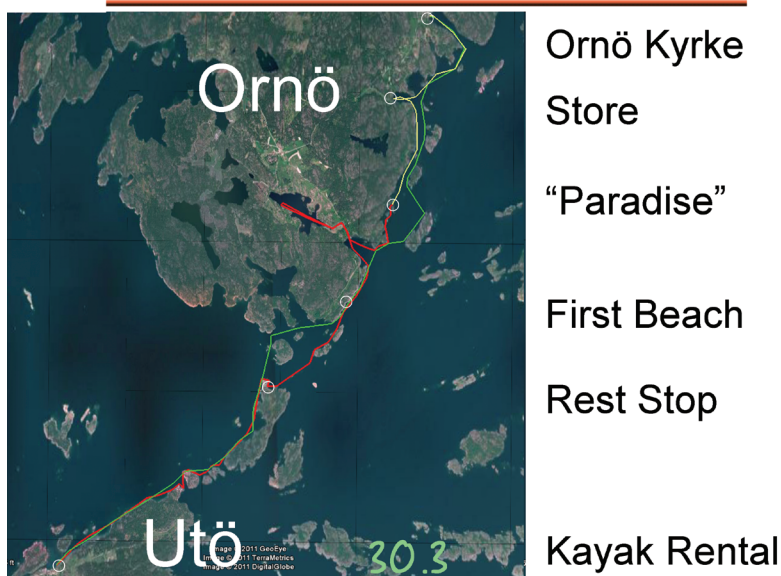 Ornö Kyrke
Ornö
Store
“Paradise”
First Beach
Rest Stop
Utö
Image © 2011 GeoEye
Image © 2011 TerraMetrics
Image © 2011 DigitalGlobe
30.3
Kayak Rental